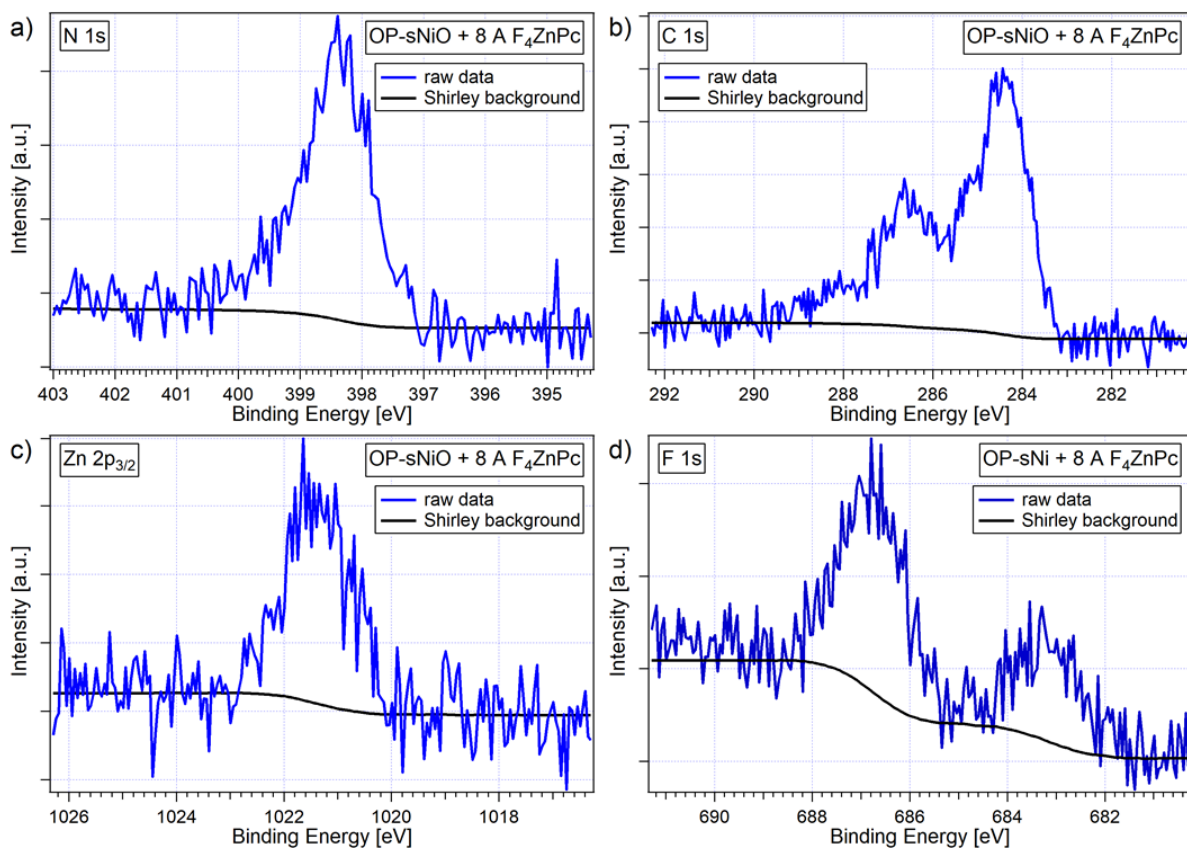 a)
N 1s
OP-sNiO + 8 A F₄ZnPc
raw data
Shirley background
Intensity [a.u.]
403 402 401 400 399 398 397 396 395
Binding Energy [eV]
b)
C 1s
OP-sNiO + 8 A F₄ZnPc
raw data
Shirley background
Intensity [a.u.]
292 290 288 286 284 282
Binding Energy [eV]
c)
Zn 2p₃/₂
OP-sNiO + 8 A F₄ZnPc
raw data
Shirley background
Intensity [a.u.]
1026 1024 1022 1020 1018
Binding Energy [eV]
d)
F 1s
OP-sNi + 8 A F₄ZnPc
raw data
Shirley background
Intensity [a.u.]
690 688 686 684 682
Binding Energy [eV]